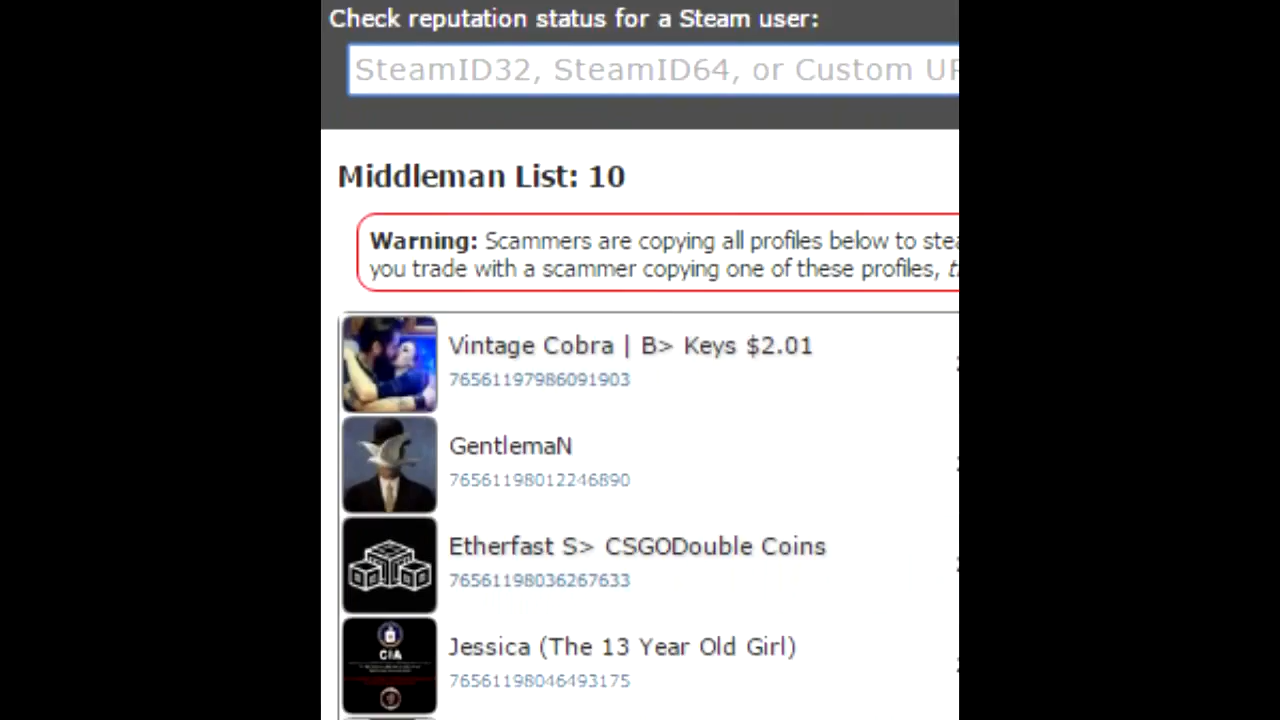 Check reputation status for a Steam user:
SteamID32, SteamID64, or Custom
Middleman List: 10
Warning: Scammers are copying all profiles below to
you trade with a scammer copying one of these profiles,
Vintage Cobra | B> Keys $2.01
76561197986091903
GentlemaN
76561198012246890
Etherfast S> CSGODouble Coins
76561198036267633
Jessica (The 13 Year Old Girl)
76561198046493175
CIA